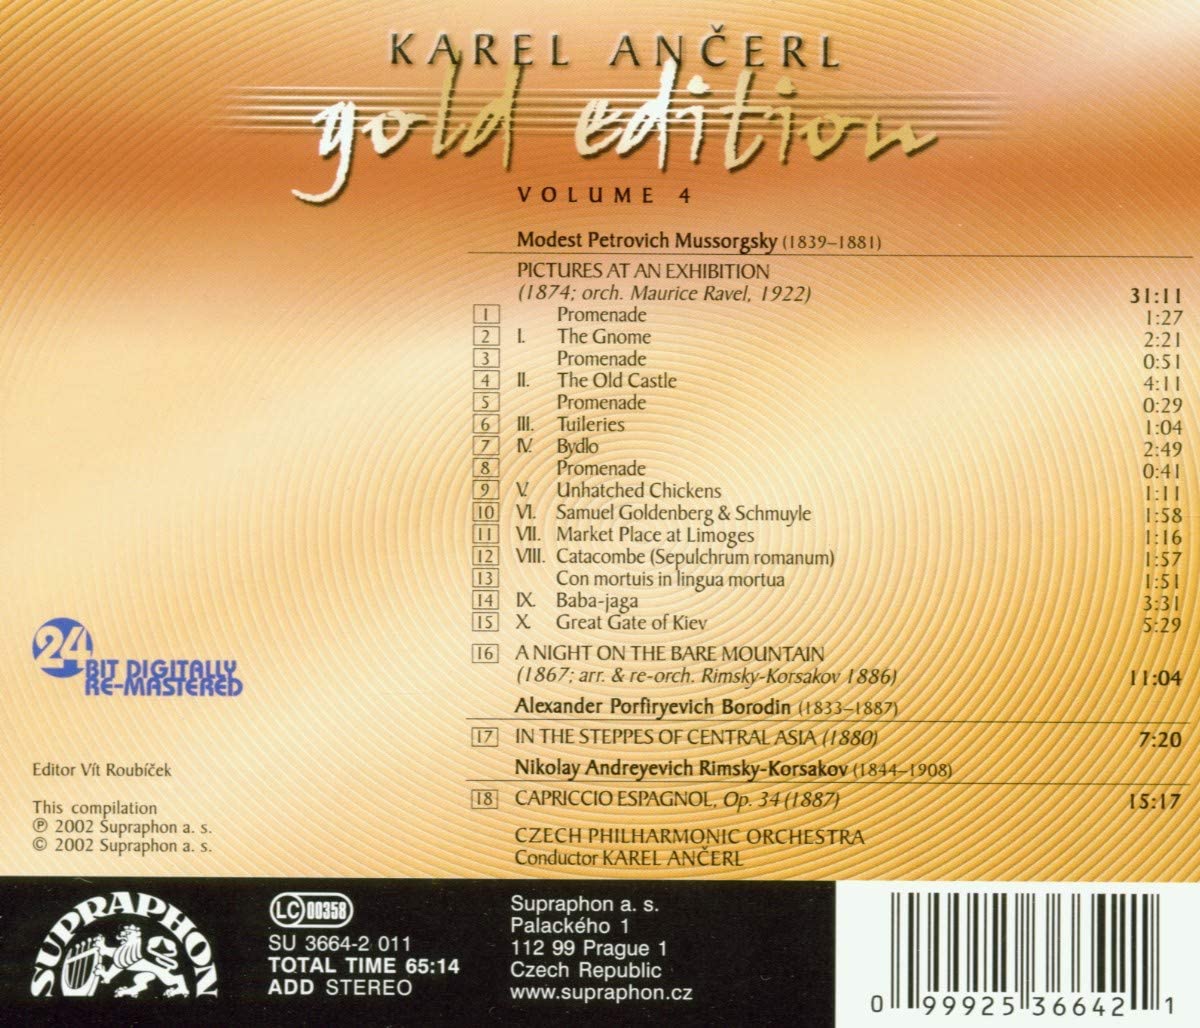 KAREL ANČERL
gold edition
VOLUME 4
Modest Petrovich Mussorgsky (1839–1881)
PICTURES AT AN EXHIBITION
(1874; orch. Maurice Ravel, 1922) 31:11
1 Promenade 1:27
2 I. The Gnome 2:21
3 Promenade 0:51
4 II. The Old Castle 4:11
5 Promenade 0:29
6 III. Tuileries 1:04
7 IV. Bydlo 2:49
8 Promenade 0:41
9 V. Unhatched Chickens 1:11
10 VI. Samuel Goldenberg & Schmuyle 1:58
11 VII. Market Place at Limoges 1:16
12 VIII. Catacombe (Sepulchrum romanum) 1:57
13 Con mortuis in lingua mortua 1:51
14 IX. Baba-jaga 3:31
15 X. Great Gate of Kiev 5:29
16 A NIGHT ON THE BARE MOUNTAIN
(1867; arr. & re-orch. Rimsky-Korsakov 1886) 11:04
Alexander Porfiryevich Borodin (1833–1887)
17 IN THE STEPPES OF CENTRAL ASIA (1880) 7:20
Nikolay Andreyevich Rimsky-Korsakov (1844–1908)
18 CAPRICCIO ESPAGNOL, Op. 34 (1887) 15:17
CZECH PHILHARMONIC ORCHESTRA
Conductor KAREL ANČERL
24
BIT DIGITALLY
RE-MASTERED
Editor Vít Roubíček
This compilation
℗ 2002 Supraphon a. s.
© 2002 Supraphon a. s.
SUPRAPHON
LC 00358
SU 3664-2 011
TOTAL TIME 65:14
ADD STEREO
Supraphon a. s.
Palackého 1
112 99 Prague 1
Czech Republic
www.supraphon.cz
0 99925 36642 1